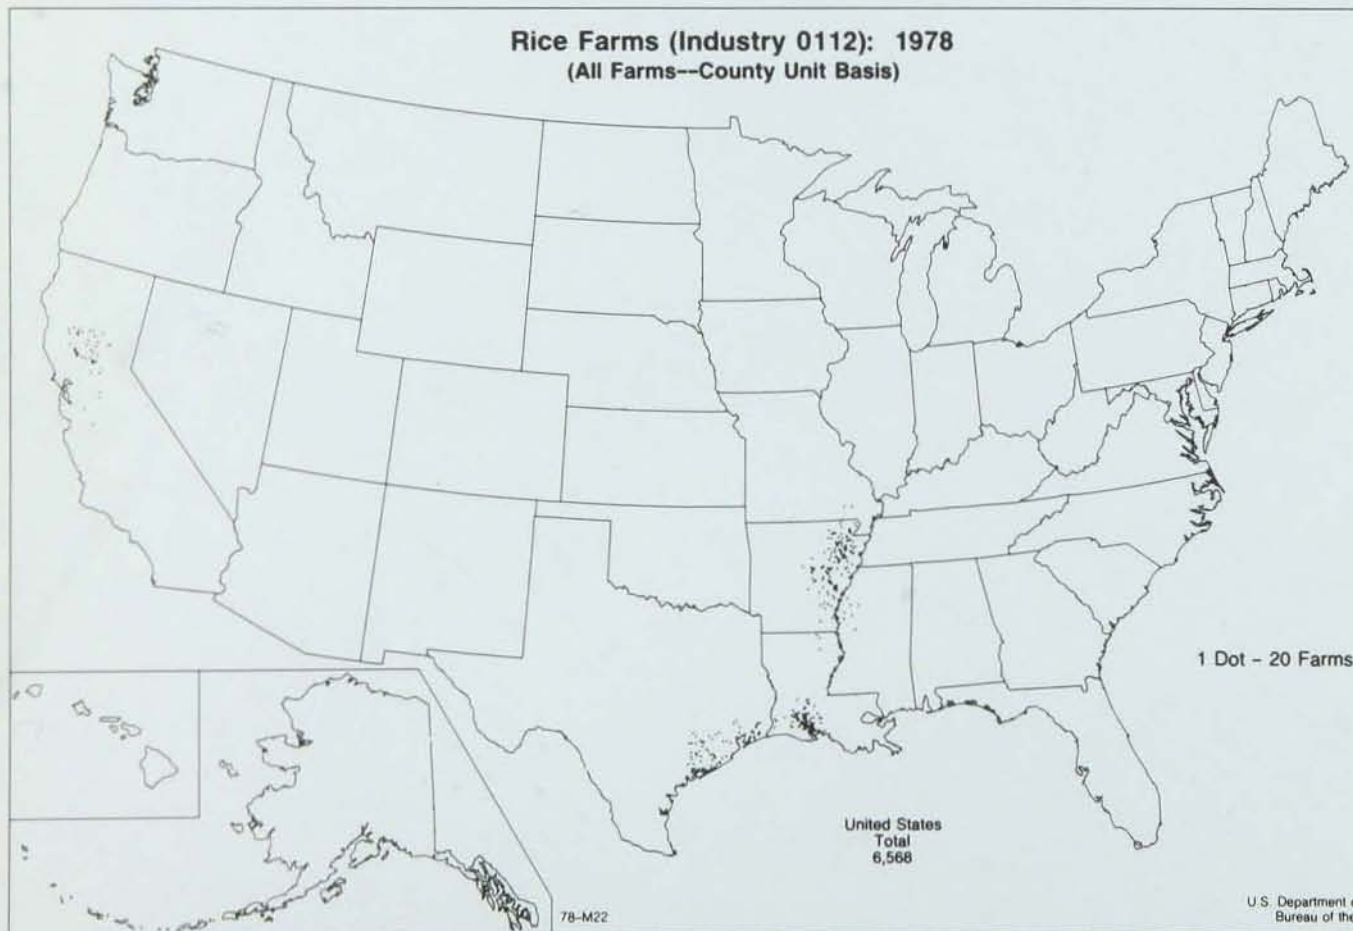 Rice Farms (Industry 0112): 1978
(All Farms--County Unit Basis)
1 Dot - 20 Farms
United States
Total
6,568
78-M22
U.S. Department
Bureau of the